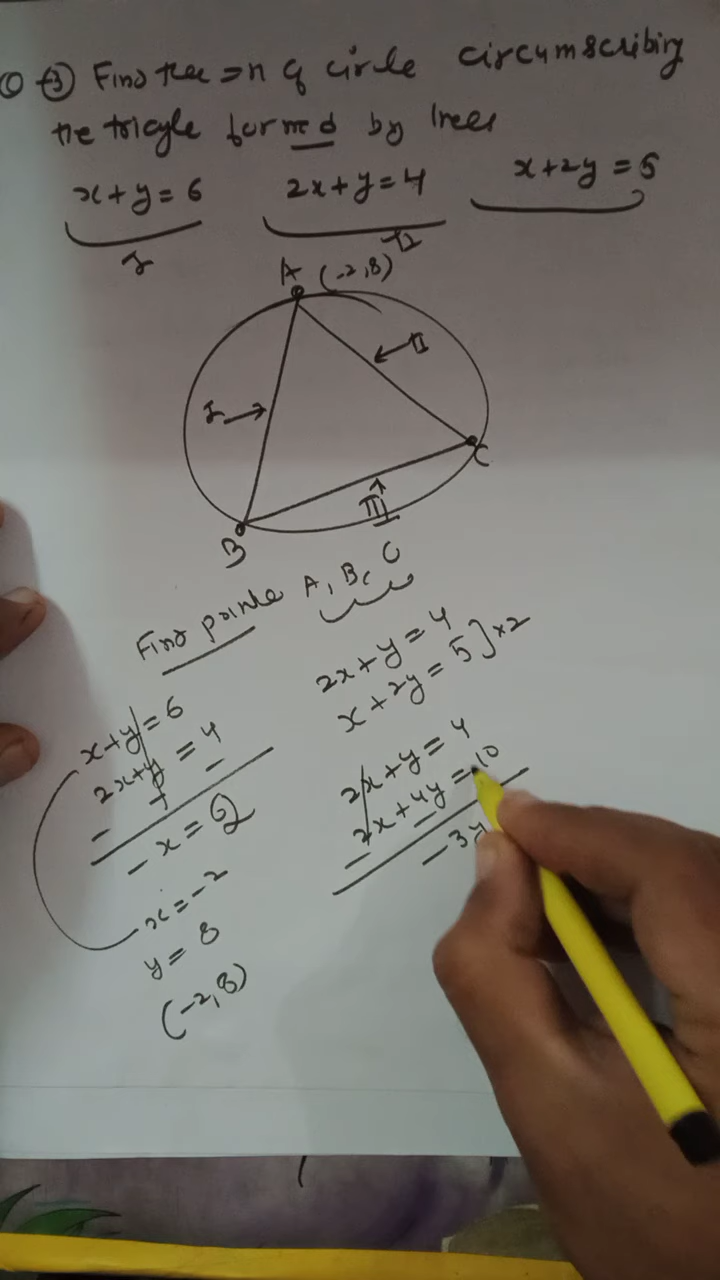 Q ③ Find the =n of circle circumscribing
the tringle formed by lines
x+y=6 2x+y=4 x+2y=5
I II
A (-2,8)
II
I
C
III
B
Find points A, B, C
2x+y=4
x+2y=5]×2
x+y=6
2x+y=4
- - -
-x=2
x=-2
y=8
(-2,8)
2x+y=4
2x+4y=10
- -
-3y